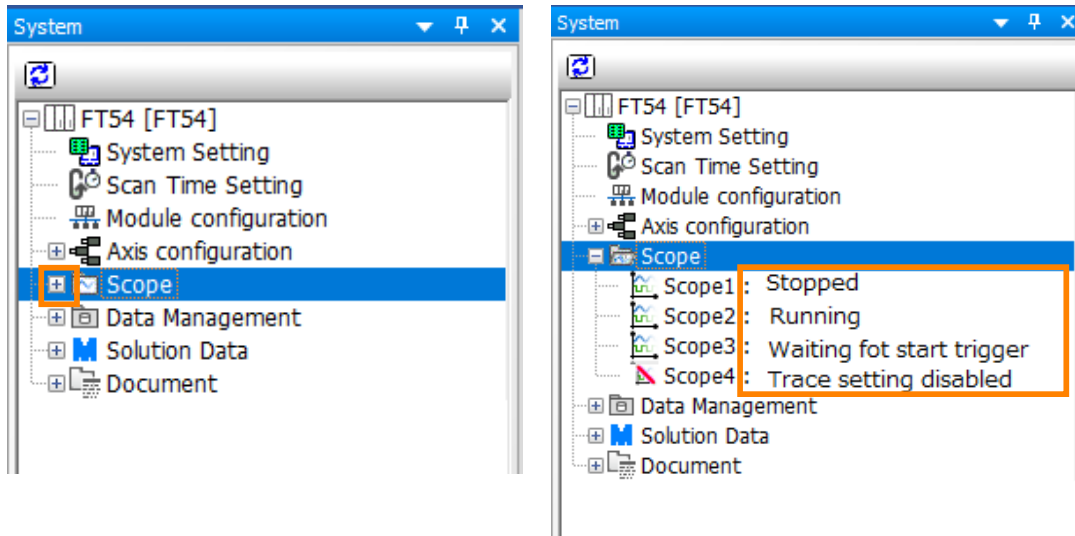 System
FT54 [FT54]
System Setting
Scan Time Setting
Module configuration
Axis configuration
Scope
Data Management
Solution Data
Document
System
FT54 [FT54]
System Setting
Scan Time Setting
Module configuration
Axis configuration
Scope
Scope1 : Stopped
Scope2 : Running
Scope3 : Waiting fot start trigger
Scope4 : Trace setting disabled
Data Management
Solution Data
Document